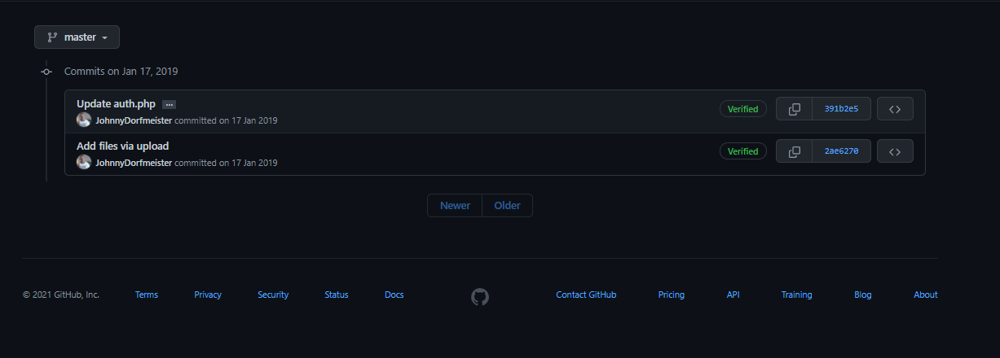 master
Commits on Jan 17, 2019
Update auth.php ...
JohnnyDorfmeister committed on 17 Jan 2019
Verified
391b2e5
Add files via upload
JohnnyDorfmeister committed on 17 Jan 2019
Verified
2ae6270
Newer Older
© 2021 GitHub, Inc. Terms Privacy Security Status Docs Contact GitHub Pricing API Training Blog About